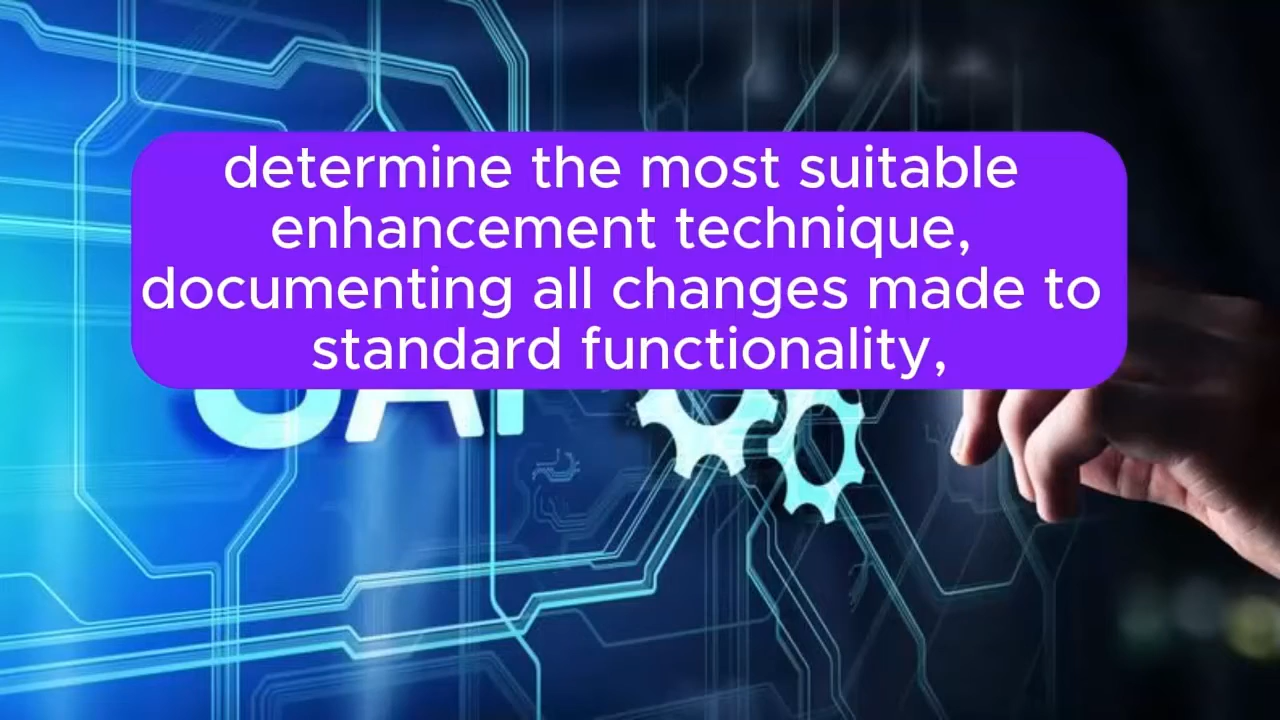 determine the most suitable
enhancement technique,
documenting all changes made to
standard functionality,